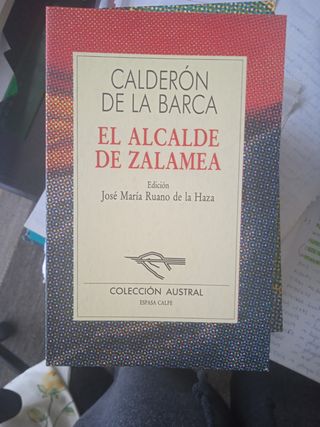 CALDERÓN
DE LA BARCA
EL ALCALDE
DE ZALAMEA
Edición
José María Ruano de la Haza
COLECCIÓN AUSTRAL
ESPASA CALPE